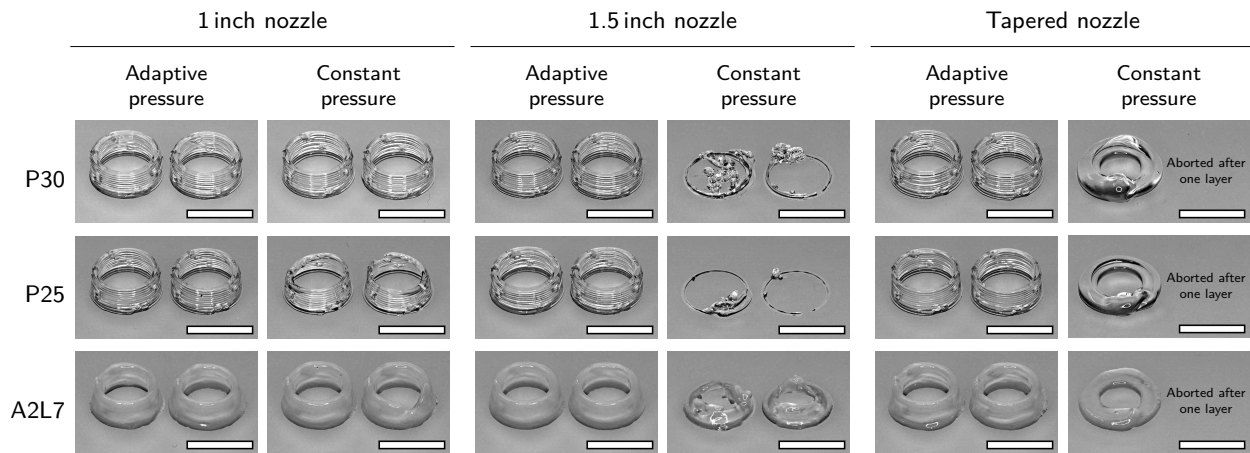 1 inch nozzle
1.5 inch nozzle
Tapered nozzle
Adaptive
pressure
Constant
pressure
Adaptive
pressure
Constant
pressure
Adaptive
pressure
Constant
pressure
P30
Aborted after
one layer
P25
Aborted after
one layer
A2L7
Aborted after
one layer